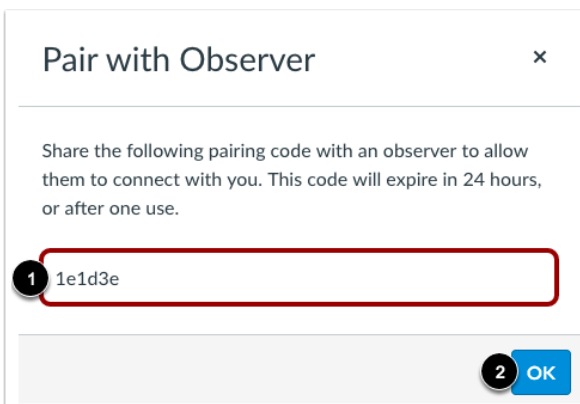 Pair with Observer ×
Share the following pairing code with an observer to allow
them to connect with you. This code will expire in 24 hours,
or after one use.
1 1e1d3e
2 OK